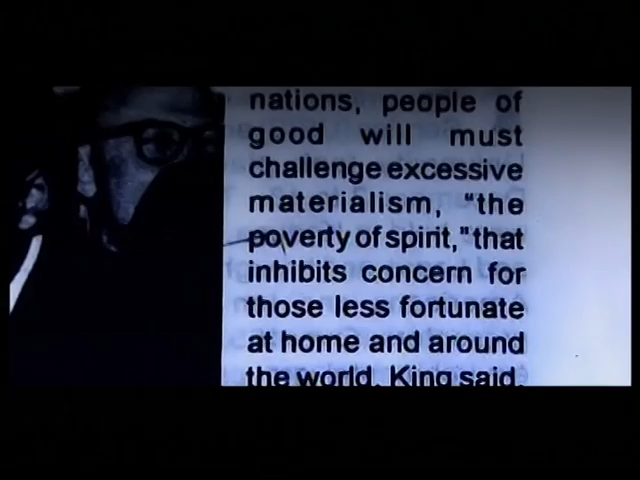 nations, people of
good will must
challenge excessive
materialism, “the
poverty of spirit,” that
inhibits concern for
those less fortunate
at home and around
the world, King said.